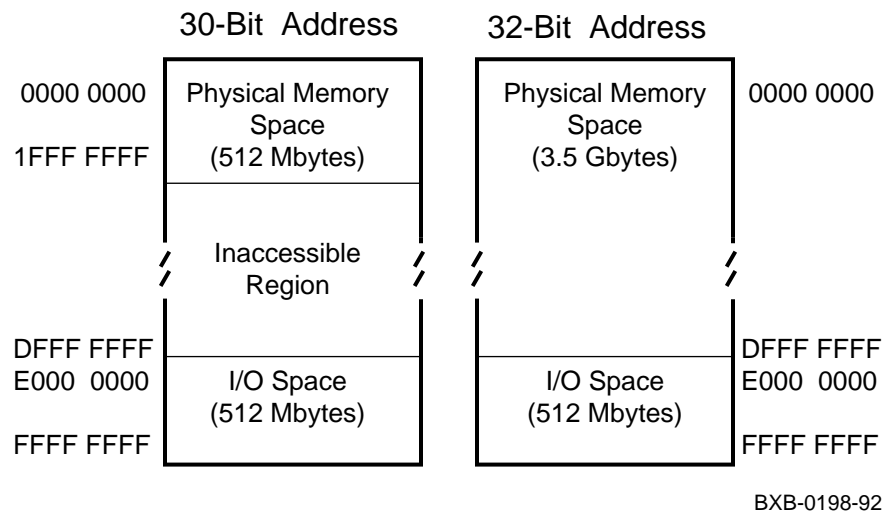 30-Bit Address
32-Bit Address
0000 0000
Physical Memory
Space
(512 Mbytes)
1FFF FFFF
Inaccessible
Region
DFFF FFFF
E000 0000
I/O Space
(512 Mbytes)
FFFF FFFF
Physical Memory
Space
(3.5 Gbytes)
0000 0000
I/O Space
(512 Mbytes)
DFFF FFFF
E000 0000
FFFF FFFF
BXB-0198-92